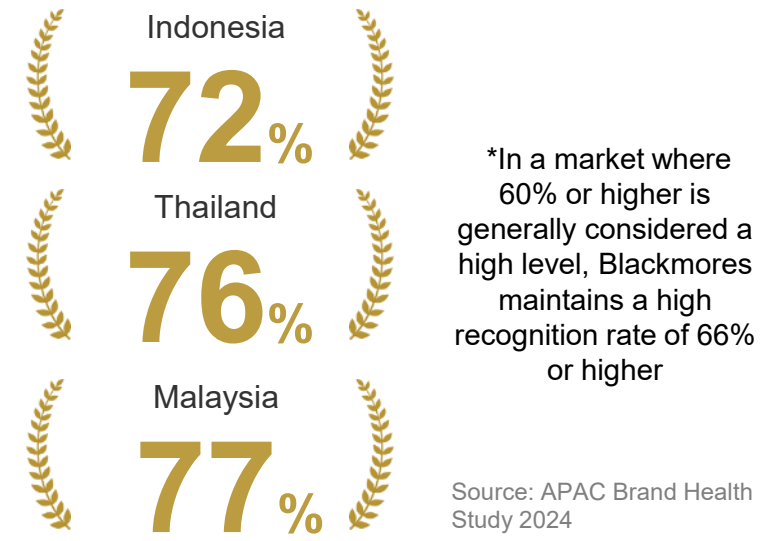 Indonesia
72%
Thailand
76%
Malaysia
77%
*In a market where
60% or higher is
generally considered a
high level, Blackmores
maintains a high
recognition rate of 66%
or higher
Source: APAC Brand Health
Study 2024